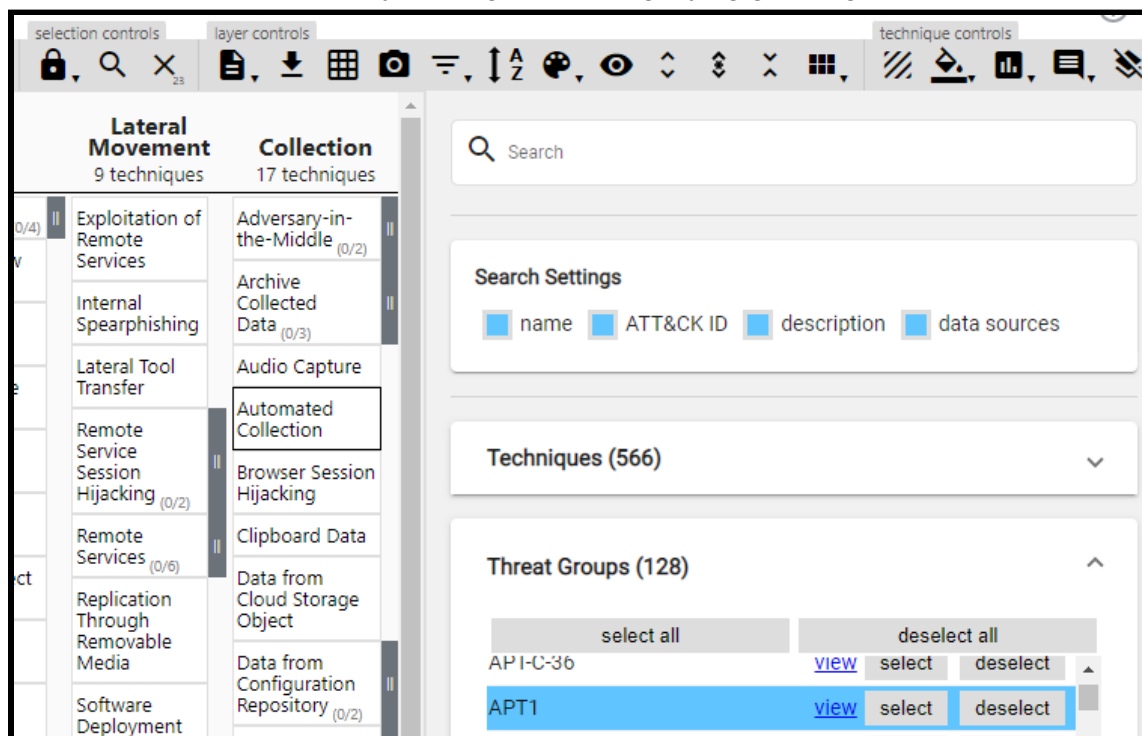 selection controls
layer controls
technique controls
23
Lateral
Movement
9 techniques
Collection
17 techniques
(0/4)
Exploitation of
Remote
Services
Internal
Spearphishing
Lateral Tool
Transfer
Remote
Service
Session
Hijacking (0/2)
Remote
Services (0/6)
Replication
Through
Removable
Media
Software
Deployment
Adversary-in-
the-Middle (0/2)
Archive
Collected
Data (0/3)
Audio Capture
Automated
Collection
Browser Session
Hijacking
Clipboard Data
Data from
Cloud Storage
Object
Data from
Configuration
Repository (0/2)
Search
Search Settings
name ATT&CK ID description data sources
Techniques (566)
Threat Groups (128)
select all deselect all
APT-C-36 view select deselect
APT1 view select deselect